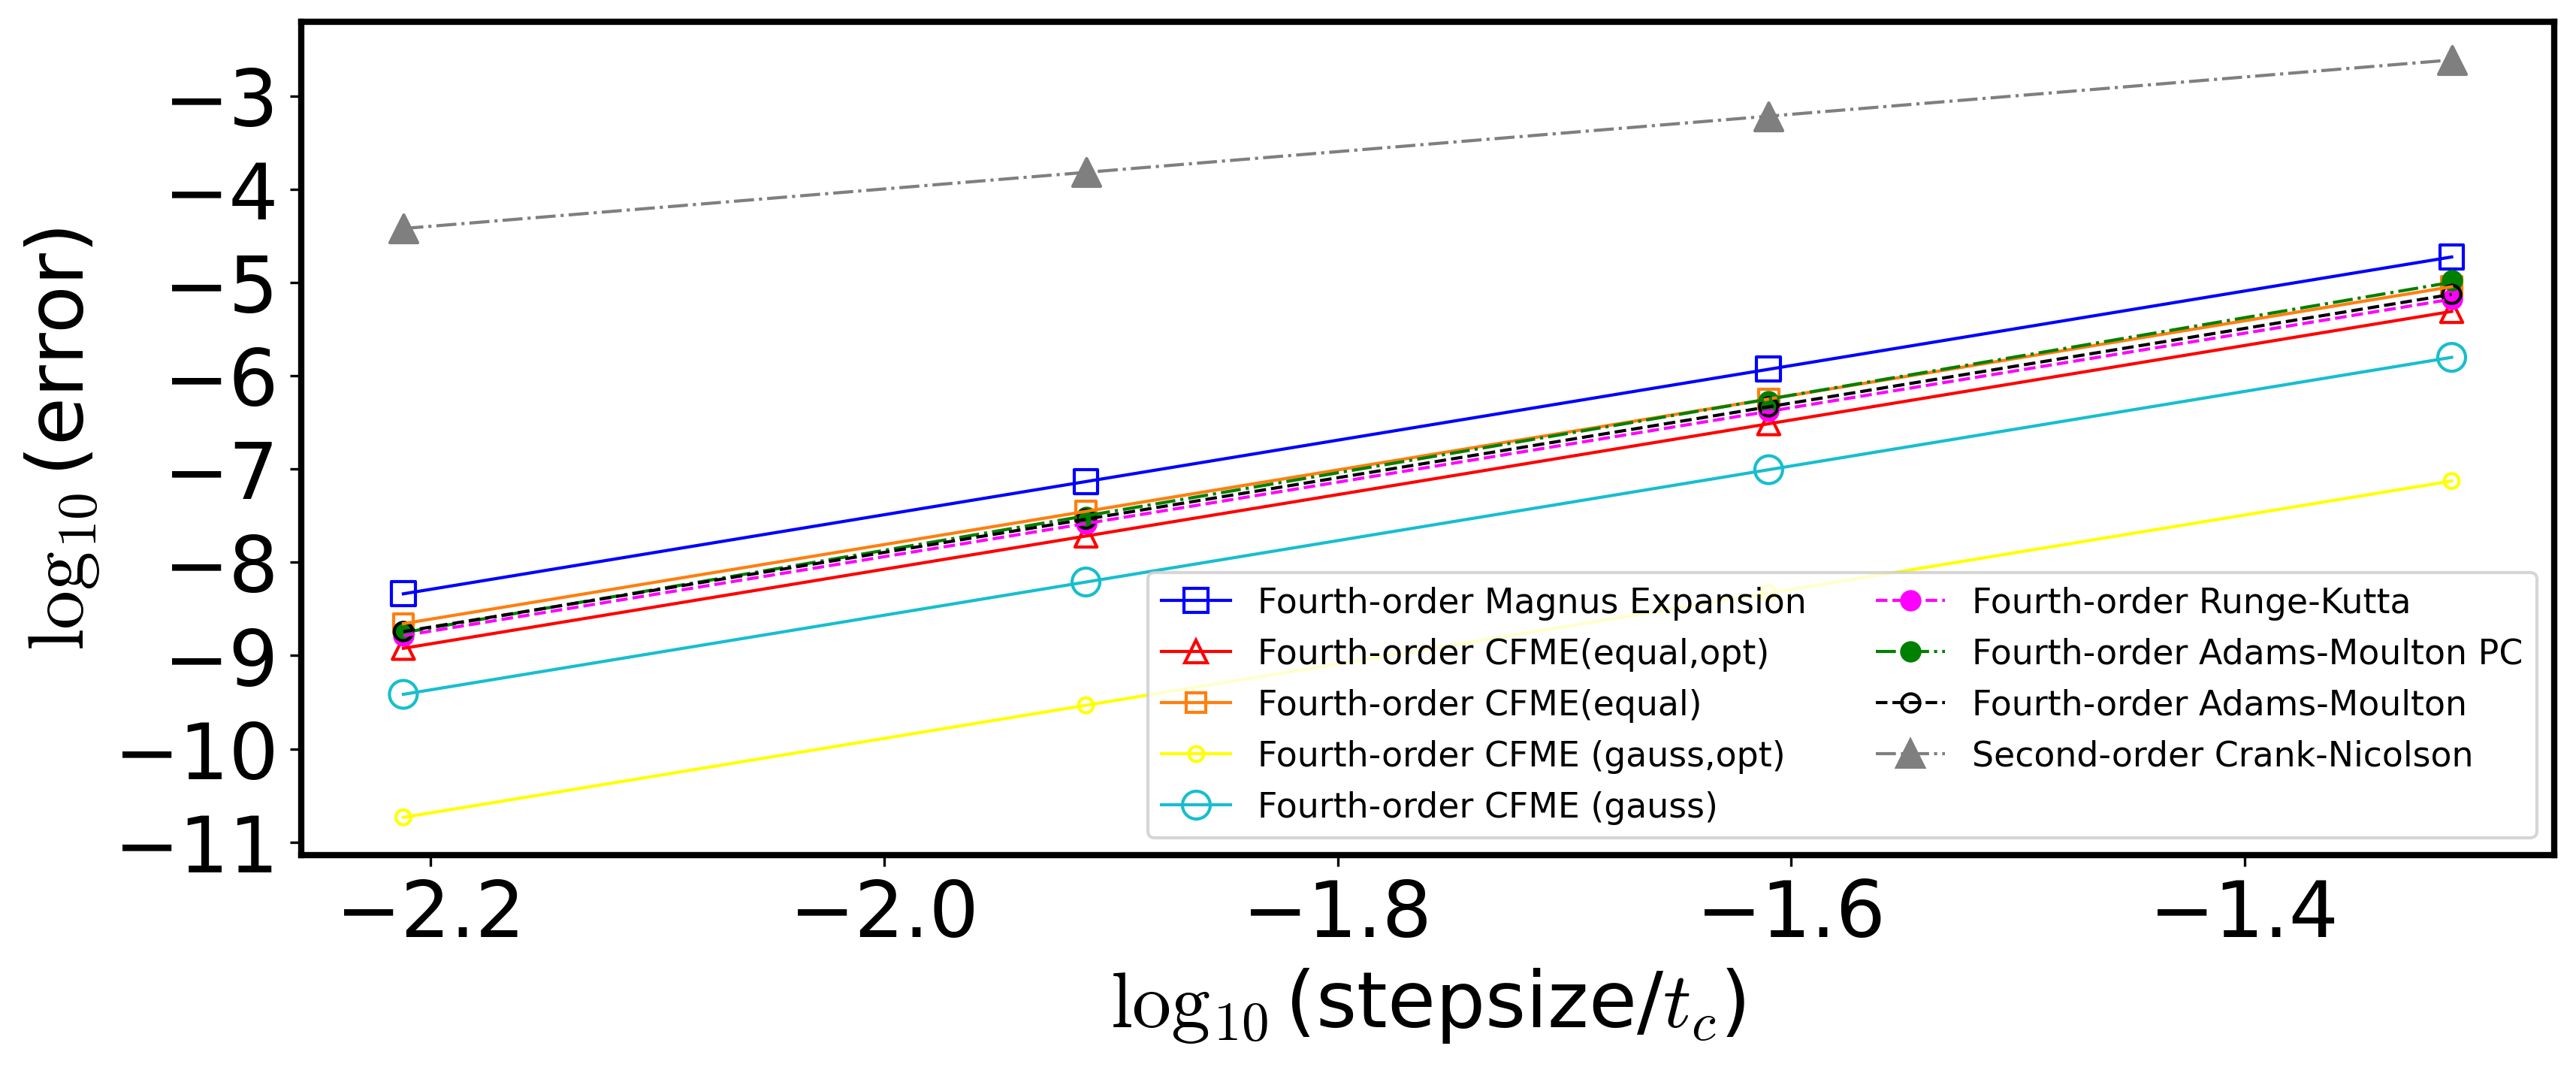 −3
−4
−5
−6
−7
−8
−9
−10
−11
log10 (error)
−2.2
−2.0
−1.8
−1.6
−1.4
log10 (stepsize/tc)
Fourth-order Magnus Expansion
Fourth-order CFME(equal,opt)
Fourth-order CFME(equal)
Fourth-order CFME (gauss,opt)
Fourth-order CFME (gauss)
Fourth-order Runge-Kutta
Fourth-order Adams-Moulton PC
Fourth-order Adams-Moulton
Second-order Crank-Nicolson